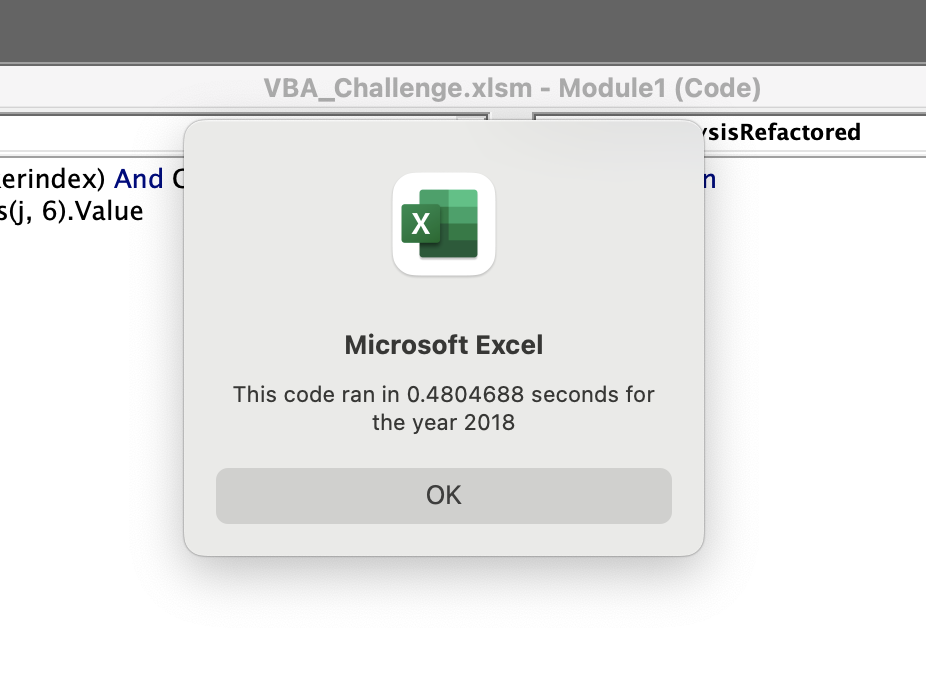 VBA_Challenge.xlsm - Module1 (Code)
ysisRefactored
erindex) And
s(j, 6).Value
X
Microsoft Excel
This code ran in 0.4804688 seconds for
the year 2018
OK